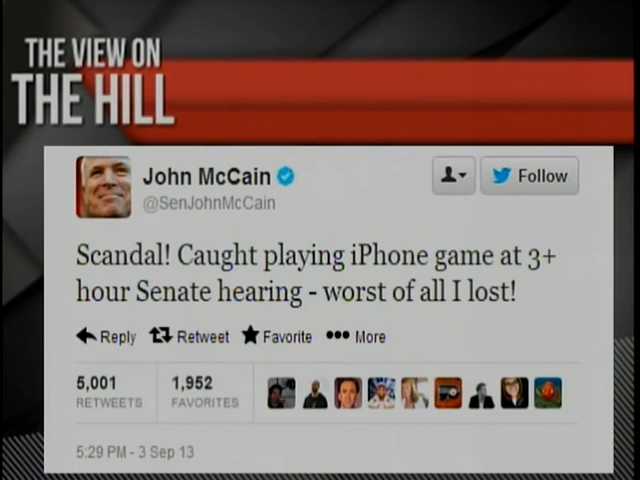 THE VIEW ON
THE HILL
John McCain
@SenJohnMcCain
Follow
Scandal! Caught playing iPhone game at 3+
hour Senate hearing - worst of all I lost!
Reply Retweet Favorite More
5,001 1,952
RETWEETS FAVORITES
5:29 PM - 3 Sep 13